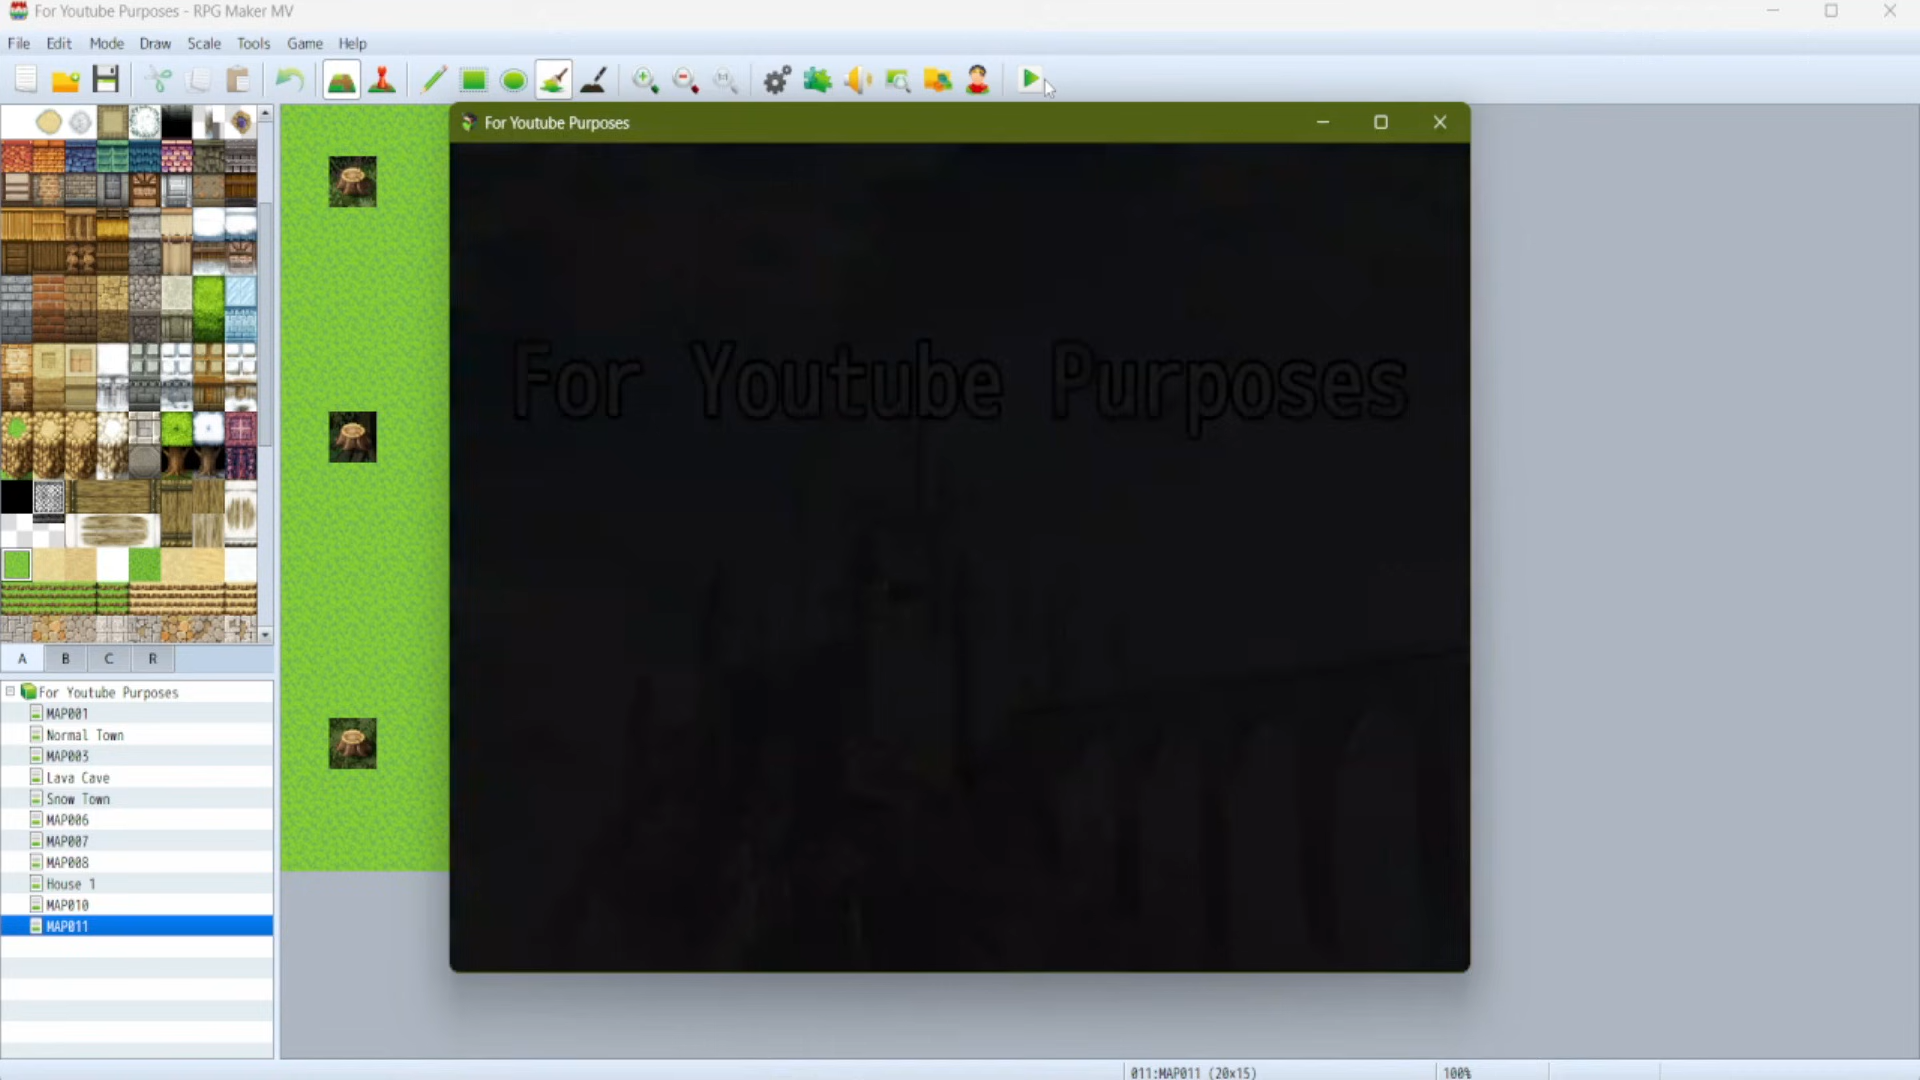 For Youtube Purposes - RPG Maker MV
File Edit Mode Draw Scale Tools Game Help
For Youtube Purposes
For Youtube Purposes
A B C R
For Youtube Purposes
MAP001
Normal Town
MAP003
Lava Cave
Snow Town
MAP006
MAP007
MAP008
House 1
MAP010
MAP011
011:MAP011 (20x15) 100%